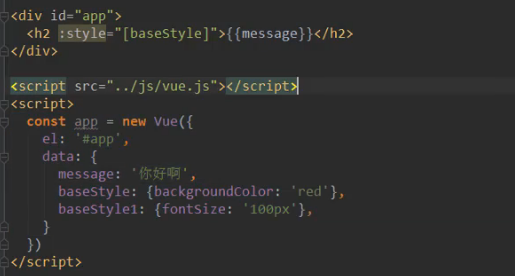 <div id="app">
<h2 :style="[baseStyle]">{{message}}</h2>
</div>
<script src="../js/vue.js"></script>
<script>
const app = new Vue({
el: '#app',
data: {
message: '你好啊',
baseStyle: {backgroundColor: 'red'},
baseStyle1: {fontSize: '100px'},
}
})
</script>